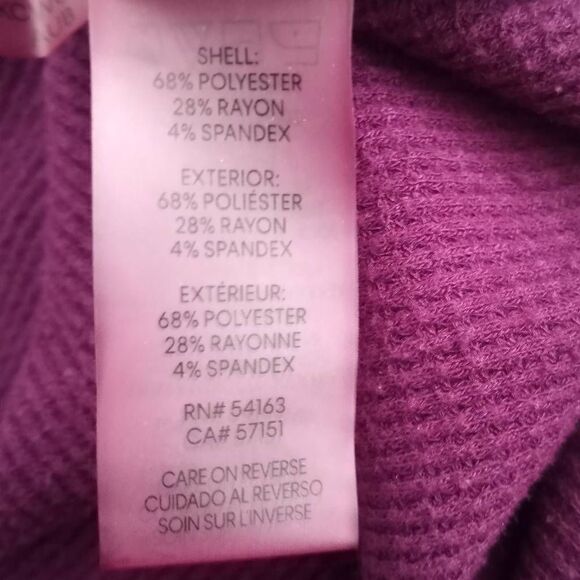 SHELL:
68% POLYESTER
28% RAYON
4% SPANDEX
EXTERIOR:
68% POLIÉSTER
28% RAYON
4% SPANDEX
EXTÉRIEUR:
68% POLYESTER
28% RAYONNE
4% SPANDEX
RN# 54163
CA# 57151
CARE ON REVERSE
CUIDADO AL REVERSO
SOIN SUR L'INVERSE